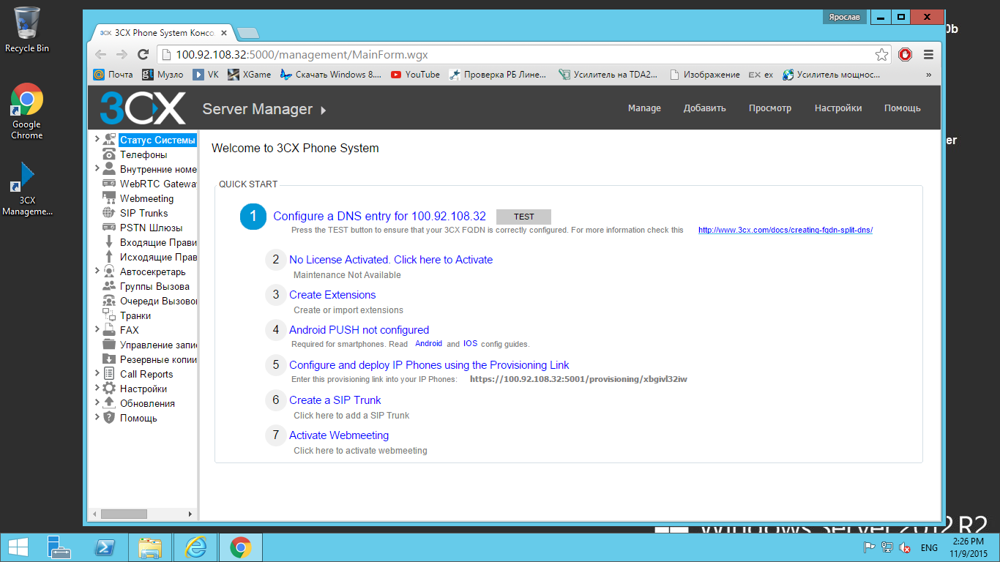 Recycle Bin
Google
Chrome
3CX
Manageme...
Ярослав
3CX Phone System Консо
100.92.108.32:5000/management/MainForm.wgx
Почта
Музло
VK
XGame
Скачать Windows 8....
YouTube
Проверка РБ Лине...
Усилитель на TDA2...
Изображение
EX ex
Усилитель мощнос...
»
3CX Server Manager
Manage
Добавить
Просмотр
Настройки
Помощь
Статус Системы
Телефоны
Внутренние номе
WebRTC Gatewa
Webmeeting
SIP Trunks
PSTN Шлюзы
Входящие Прави
Исходящие Прав
Автосекретарь
Группы Вызова
Очереди Вызово
Транки
FAX
Управление запи
Резервные копии
Call Reports
Настройки
Обновления
Помощь
Welcome to 3CX Phone System
QUICK START
1 Configure a DNS entry for 100.92.108.32 TEST
Press the TEST button to ensure that your 3CX FQDN is correctly configured. For more information check this http://www.3cx.com/docs/creating-fqdn-split-dns/
2 No License Activated. Click here to Activate
Maintenance Not Available
3 Create Extensions
Create or import extensions
4 Android PUSH not configured
Required for smartphones. Read Android and IOS config guides.
5 Configure and deploy IP Phones using the Provisioning Link
Enter this provisioning link into your IP Phones: https://100.92.108.32:5001/provisioning/xbgivl32iw
6 Create a SIP Trunk
Click here to add a SIP Trunk
7 Activate Webmeeting
Click here to activate webmeeting
0b
er
Windows Server 2012 R2
ENG
2:26 PM
11/9/2015